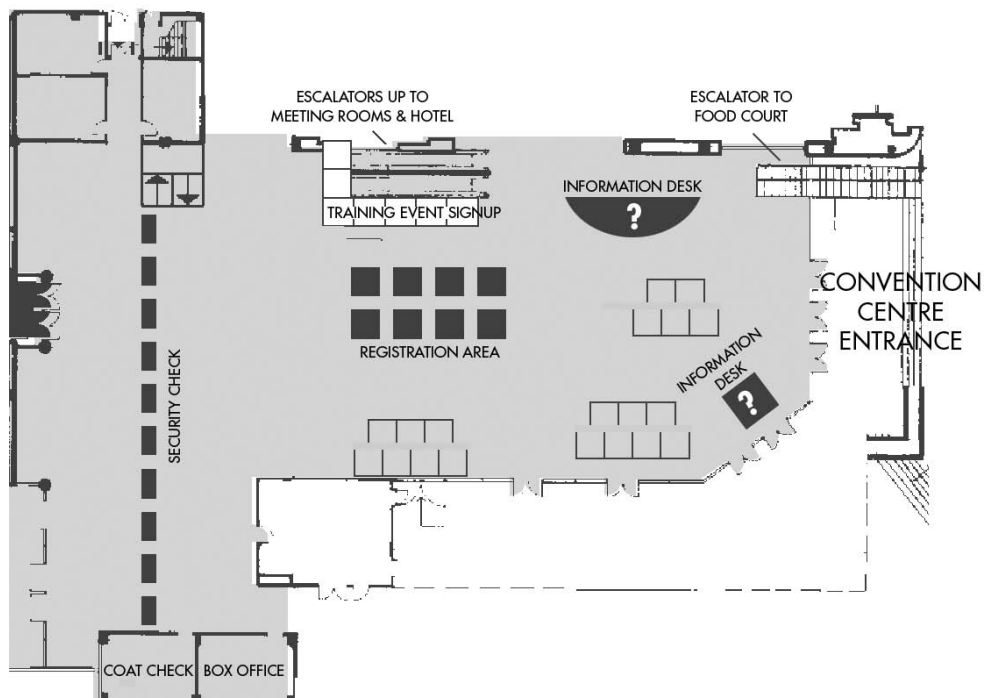 ESCALATORS UP TO
MEETING ROOMS & HOTEL
ESCALATOR TO
FOOD COURT
INFORMATION DESK
?
TRAINING EVENT SIGNUP
CONVENTION
CENTRE
ENTRANCE
REGISTRATION AREA
INFORMATION
DESK
?
SECURITY CHECK
COAT CHECK
BOX OFFICE